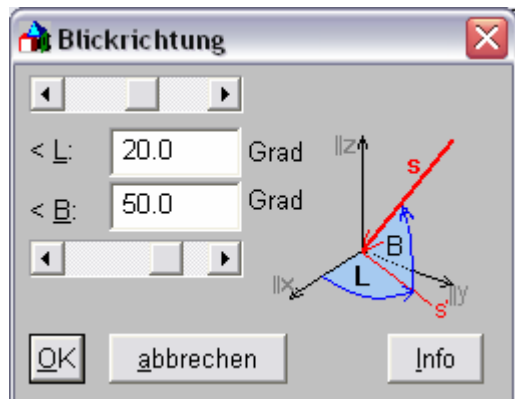 Blickrichtung
< L: 20.0 Grad
< B: 50.0 Grad
||z
s
B
L
||x
||y
s'
OK abbrechen Info